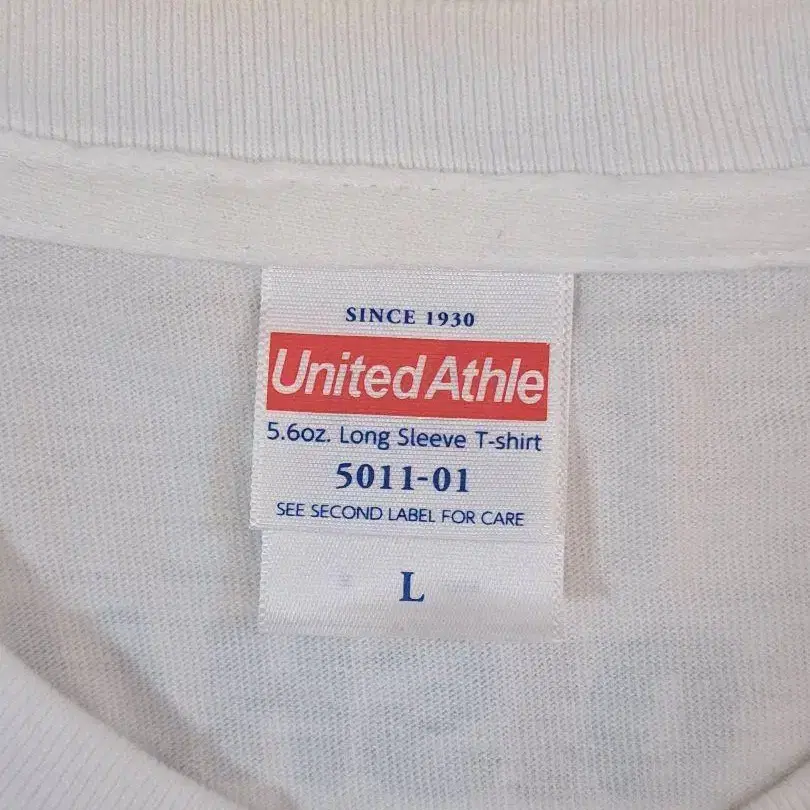 SINCE 1930
United Athle
5.6oz. Long Sleeve T-shirt
5011-01
SEE SECOND LABEL FOR CARE
L